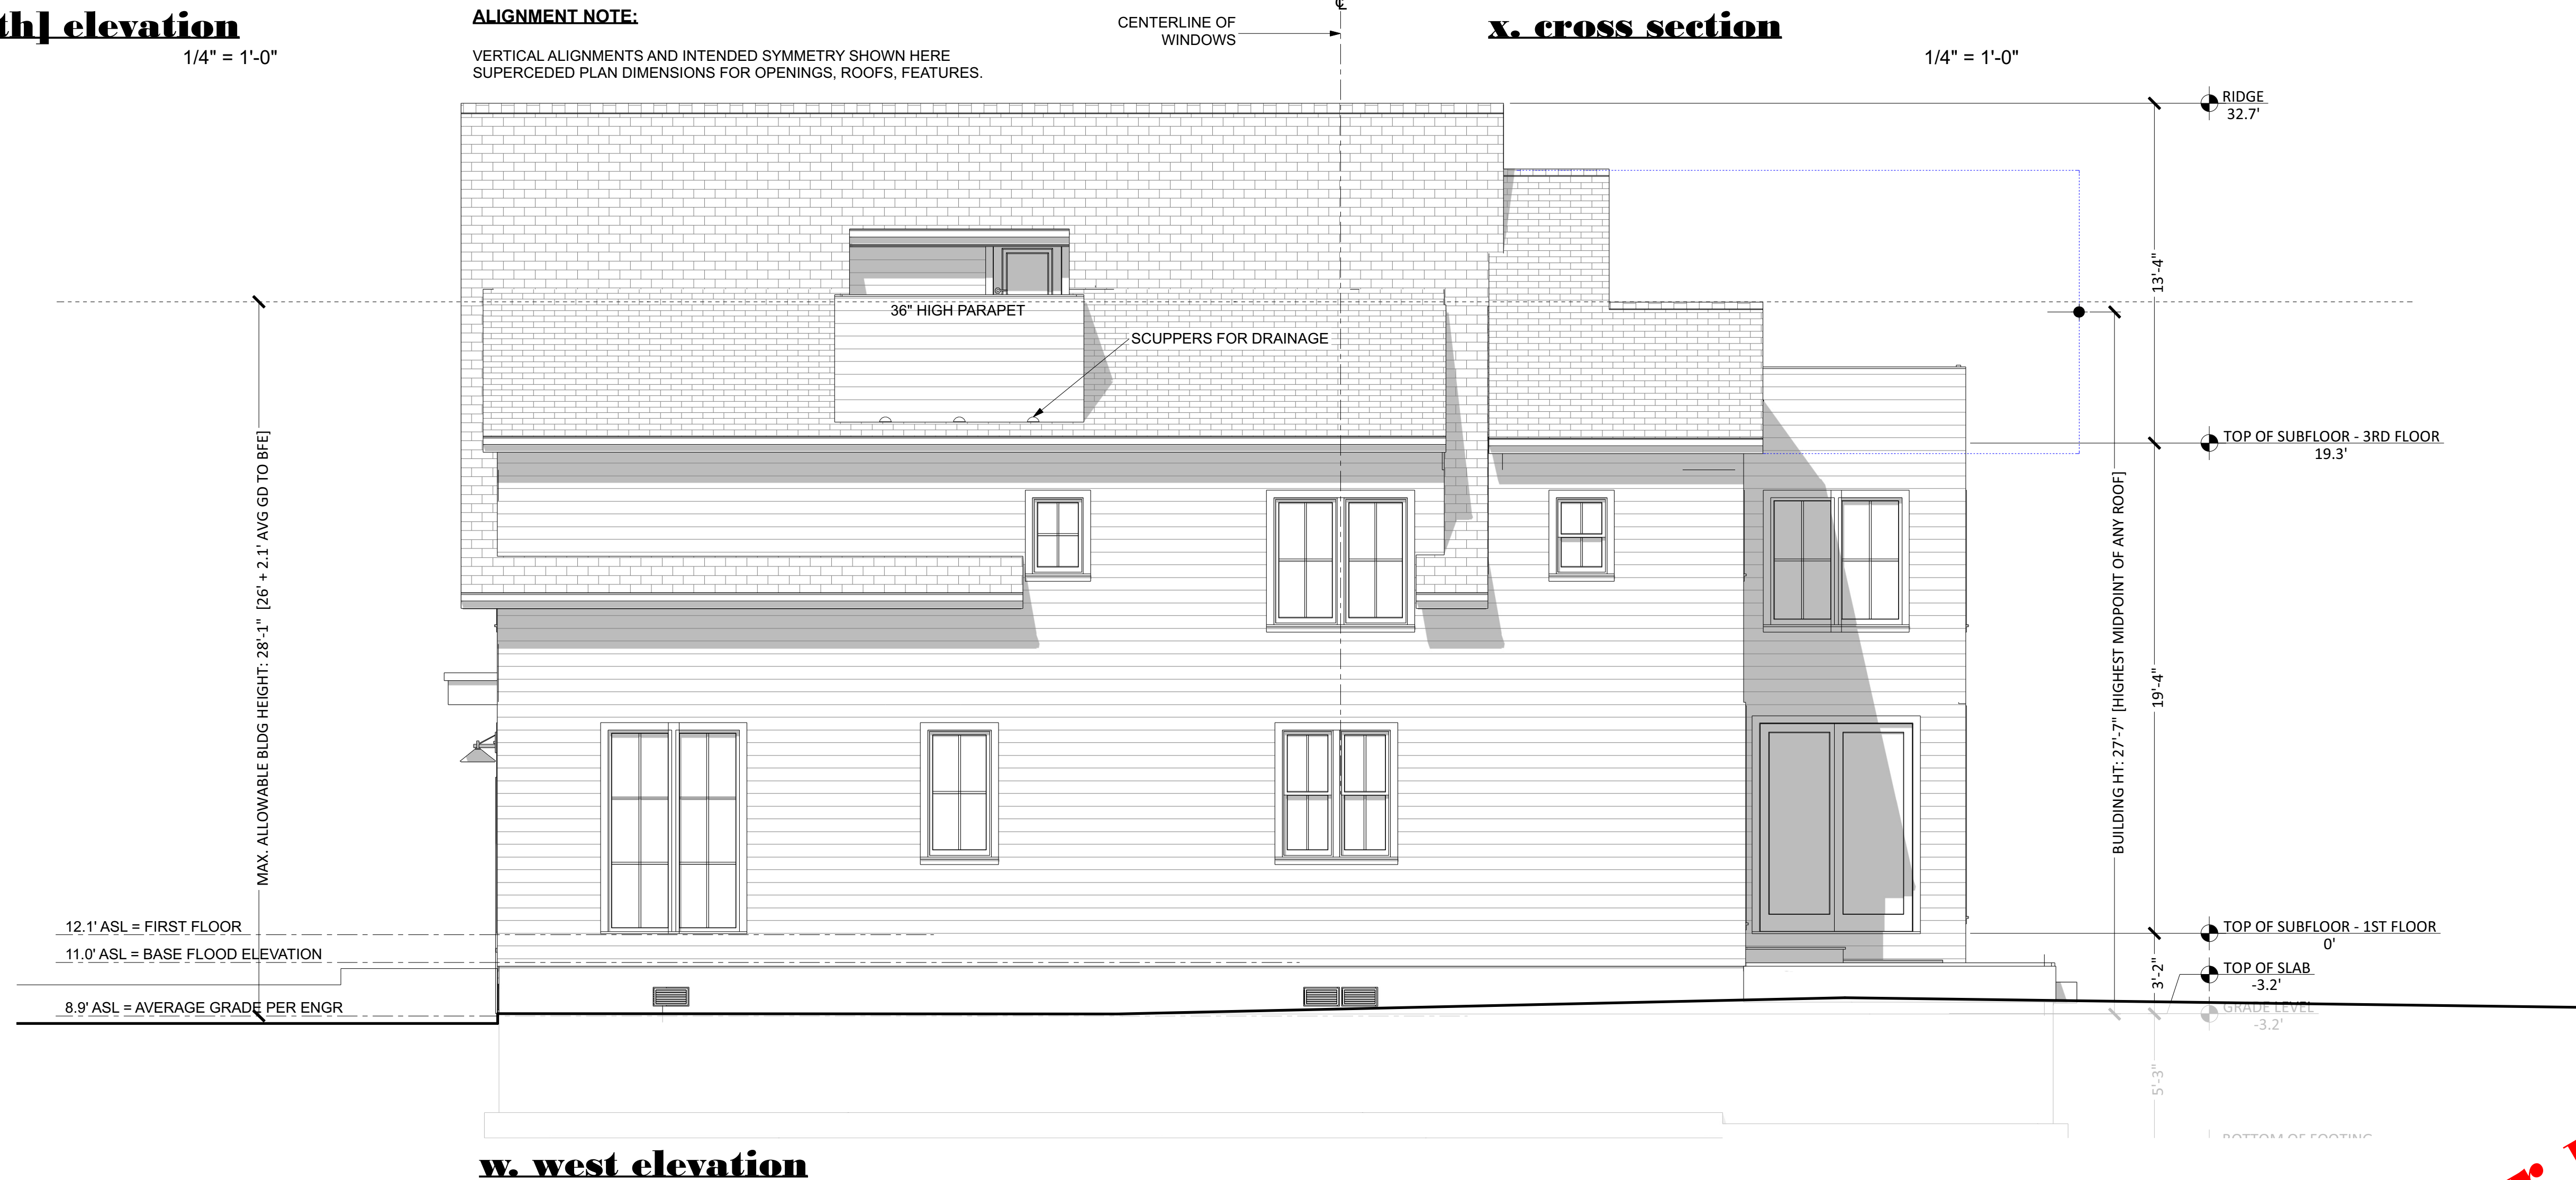 th] elevation
1/4" = 1'-0"
ALIGNMENT NOTE:
VERTICAL ALIGNMENTS AND INTENDED SYMMETRY SHOWN HERE
SUPERCEDED PLAN DIMENSIONS FOR OPENINGS, ROOFS, FEATURES.
CENTERLINE OF
WINDOWS
x. cross section
1/4" = 1'-0"
RIDGE
32.7'
13'-4"
36" HIGH PARAPET
SCUPPERS FOR DRAINAGE
TOP OF SUBFLOOR - 3RD FLOOR
19.3'
MAX. ALLOWABLE BLDG HEIGHT: 28'-1" [26' + 2.1' AVG GD TO BFE]
BUILDING HT: 27'-7" [HIGHEST MIDPOINT OF ANY ROOF]
19'-4"
12.1' ASL = FIRST FLOOR
11.0' ASL = BASE FLOOD ELEVATION
8.9' ASL = AVERAGE GRADE PER ENGR
TOP OF SUBFLOOR - 1ST FLOOR
0'
3'-2"
TOP OF SLAB
-3.2'
GRADE LEVEL
-3.2'
5'-3"
BOTTOM OF FOOTING
w. west elevation